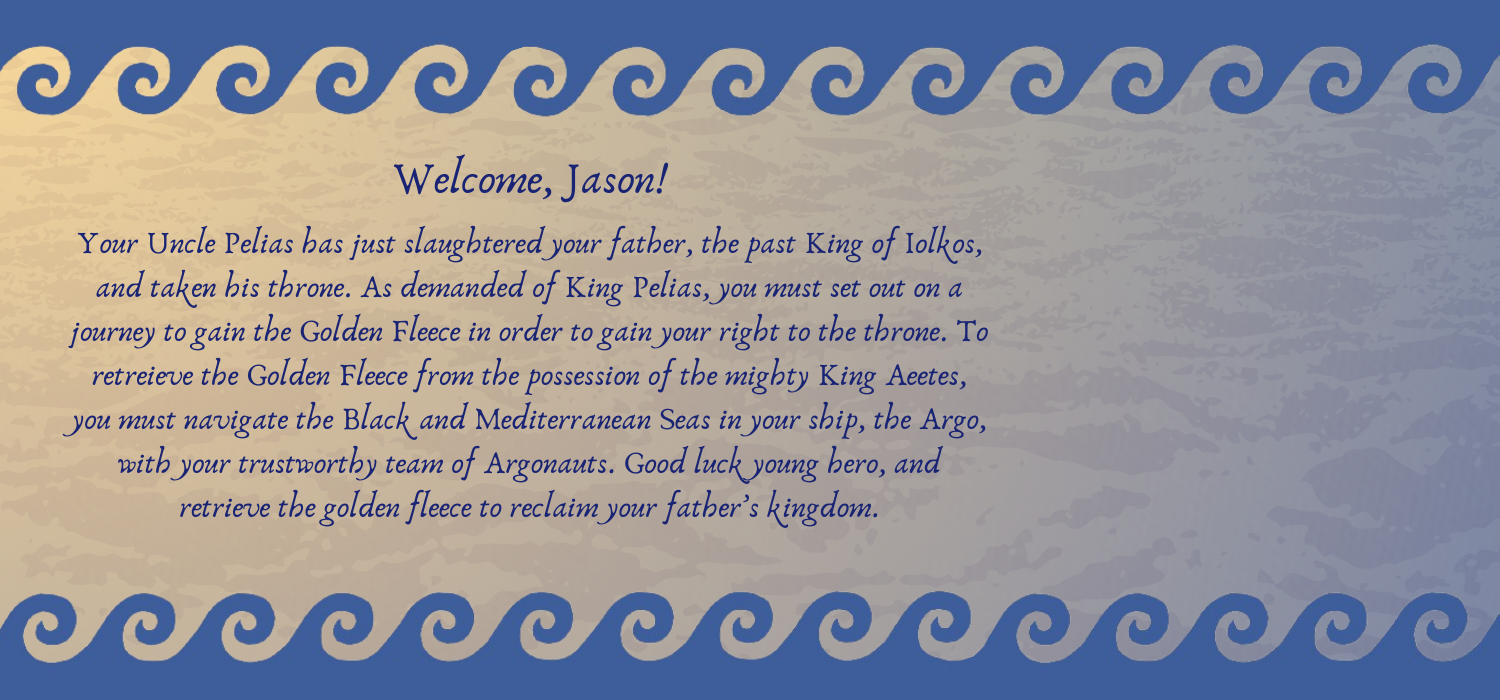 Welcome, Jason!
Your Uncle Pelias has just slaughtered your father, the past King of Iolkos,
and taken his throne. As demanded of King Pelias, you must set out on a
journey to gain the Golden Fleece in order to gain your right to the throne. To
retreieve the Golden Fleece from the possession of the mighty King Aeetes,
you must navigate the Black and Mediterranean Seas in your ship, the Argo,
with your trustworthy team of Argonauts. Good luck young hero, and
retrieve the golden fleece to reclaim your father's kingdom.